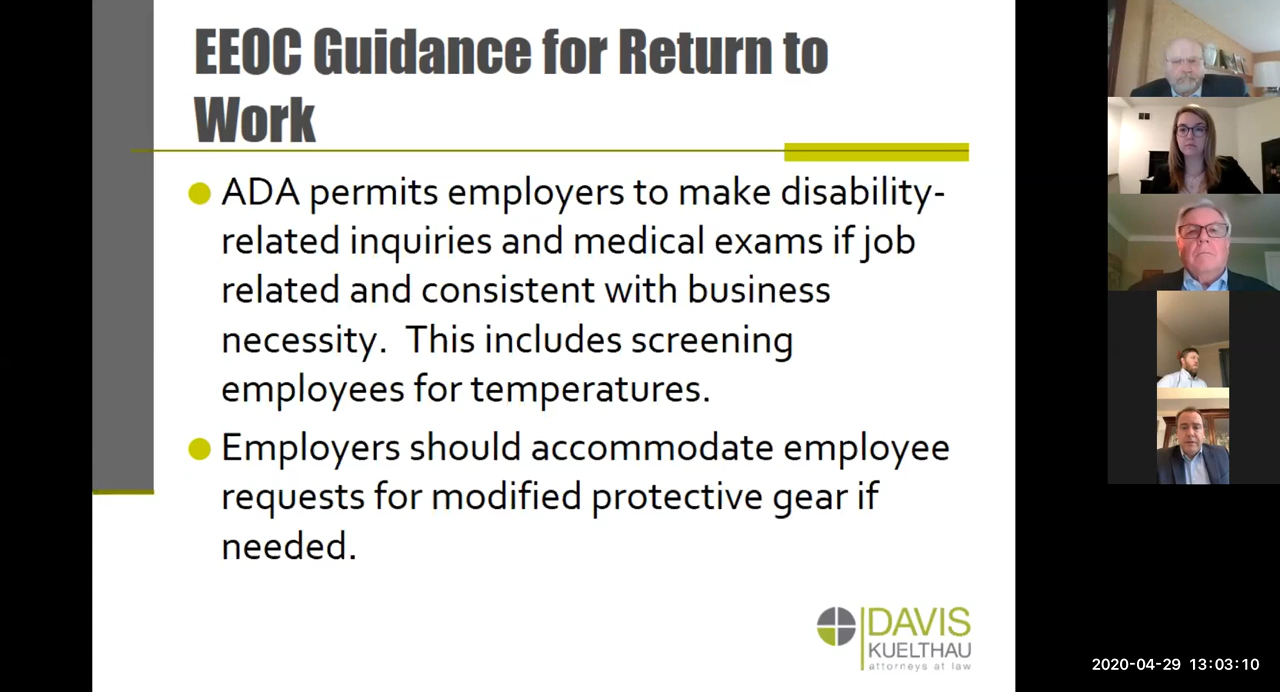 EEOC Guidance for Return to
Work
ADA permits employers to make disability-
related inquiries and medical exams if job
related and consistent with business
necessity.  This includes screening
employees for temperatures.
Employers should accommodate employee
requests for modified protective gear if
needed.
DAVIS
KUELTHAU
attorneys at law
2020-04-29 13:03:10